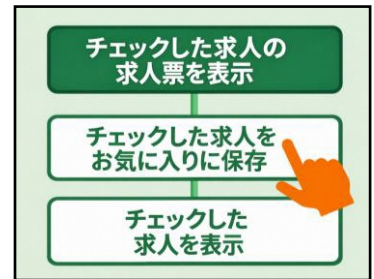 チェックした求人の
求人票を表示
チェックした求人を
お気に入りに保存
チェックした
求人を表示